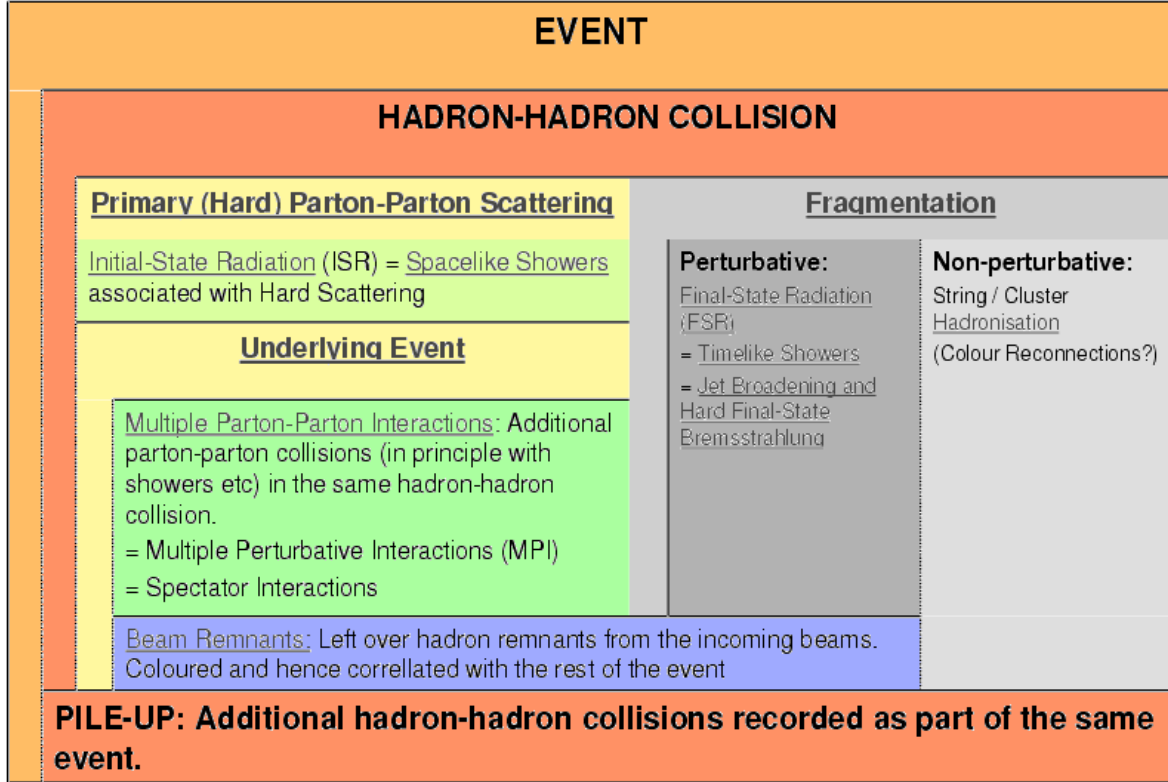 EVENT
HADRON-HADRON COLLISION
Primary (Hard) Parton-Parton Scattering
Initial-State Radiation (ISR) = Spacelike Showers
associated with Hard Scattering
Underlying Event
Multiple Parton-Parton Interactions: Additional
parton-parton collisions (in principle with
showers etc) in the same hadron-hadron
collision.
= Multiple Perturbative Interactions (MPI)
= Spectator Interactions
Beam Remnants: Left over hadron remnants from the incoming beams.
Coloured and hence correllated with the rest of the event
Fragmentation
Perturbative:
Final-State Radiation
(FSR)
= Timelike Showers
= Jet Broadening and
Hard Final-State
Bremsstrahlung
Non-perturbative:
String / Cluster
Hadronisation
(Colour Reconnections?)
PILE-UP: Additional hadron-hadron collisions recorded as part of the same
event.